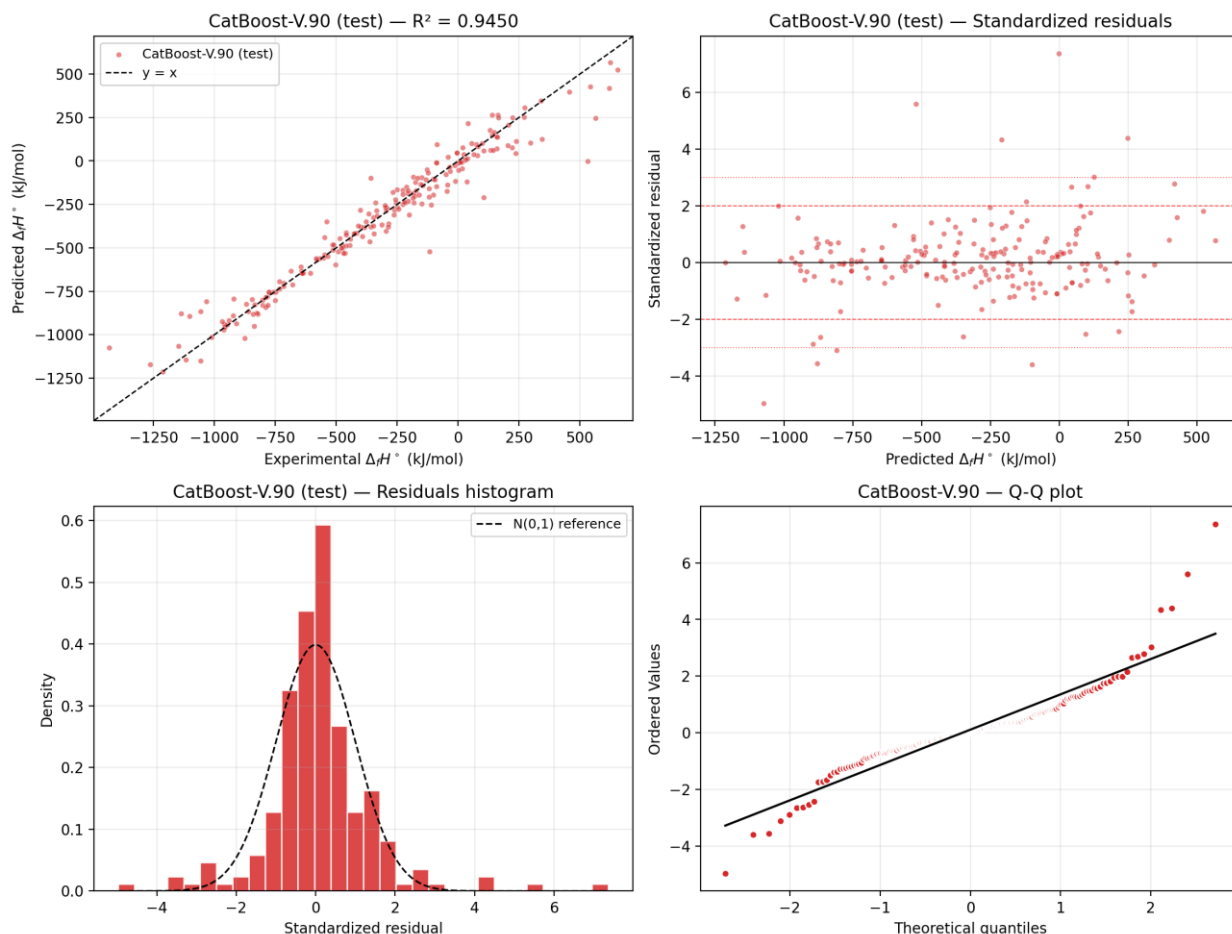 CatBoost-V.90 (test) — R² = 0.9450
CatBoost-V.90 (test)
y = x
500
250
0
−250
−500
−750
−1000
−1250
Predicted ΔfH° (kJ/mol)
−1250 −1000 −750 −500 −250 0 250 500
Experimental ΔfH° (kJ/mol)
CatBoost-V.90 (test) — Standardized residuals
6
4
2
0
−2
−4
Standardized residual
−1250 −1000 −750 −500 −250 0 250 500
Predicted ΔfH° (kJ/mol)
CatBoost-V.90 (test) — Residuals histogram
N(0,1) reference
0.6
0.5
0.4
0.3
0.2
0.1
0.0
Density
−4 −2 0 2 4 6
Standardized residual
CatBoost-V.90 — Q-Q plot
6
4
2
0
−2
−4
Ordered Values
−2 −1 0 1 2
Theoretical quantiles